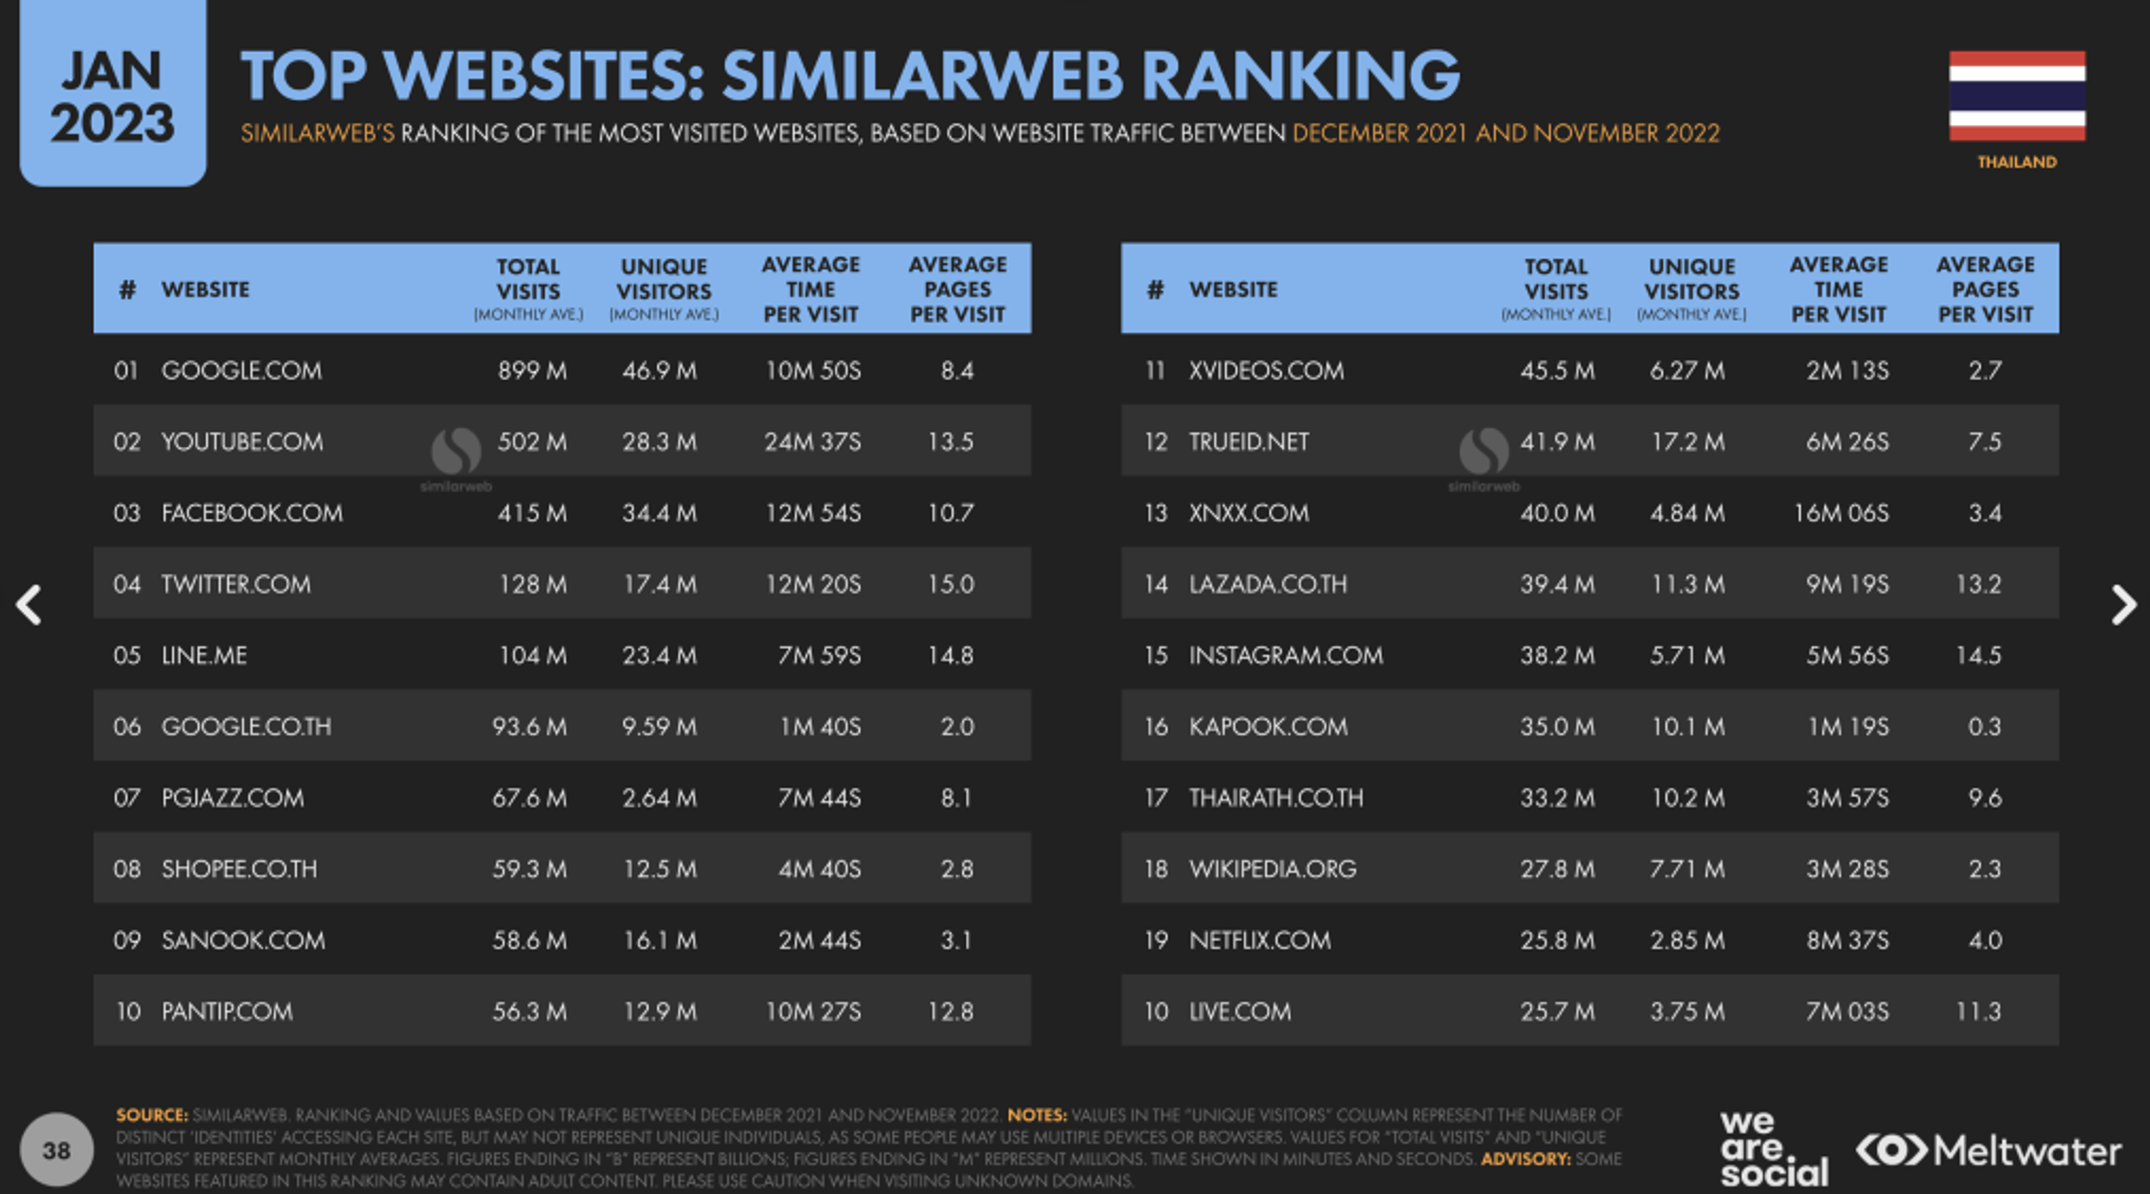 JAN
2023
TOP WEBSITES: SIMILARWEB RANKING
SIMILARWEB'S RANKING OF THE MOST VISITED WEBSITES, BASED ON WEBSITE TRAFFIC BETWEEN DECEMBER 2021 AND NOVEMBER 2022
THAILAND
# WEBSITE TOTAL VISITS (MONTHLY AVE.) UNIQUE VISITORS (MONTHLY AVE.) AVERAGE TIME PER VISIT AVERAGE PAGES PER VISIT
01 GOOGLE.COM 899 M 46.9 M 10M 50S 8.4
02 YOUTUBE.COM 502 M 28.3 M 24M 37S 13.5
similarweb
03 FACEBOOK.COM 415 M 34.4 M 12M 54S 10.7
04 TWITTER.COM 128 M 17.4 M 12M 20S 15.0
05 LINE.ME 104 M 23.4 M 7M 59S 14.8
06 GOOGLE.CO.TH 93.6 M 9.59 M 1M 40S 2.0
07 PGJAZZ.COM 67.6 M 2.64 M 7M 44S 8.1
08 SHOPEE.CO.TH 59.3 M 12.5 M 4M 40S 2.8
09 SANOOK.COM 58.6 M 16.1 M 2M 44S 3.1
10 PANTIP.COM 56.3 M 12.9 M 10M 27S 12.8
# WEBSITE TOTAL VISITS (MONTHLY AVE.) UNIQUE VISITORS (MONTHLY AVE.) AVERAGE TIME PER VISIT AVERAGE PAGES PER VISIT
11 XVIDEOS.COM 45.5 M 6.27 M 2M 13S 2.7
12 TRUEID.NET 41.9 M 17.2 M 6M 26S 7.5
similarweb
13 XNXX.COM 40.0 M 4.84 M 16M 06S 3.4
14 LAZADA.CO.TH 39.4 M 11.3 M 9M 19S 13.2
15 INSTAGRAM.COM 38.2 M 5.71 M 5M 56S 14.5
16 KAPOOK.COM 35.0 M 10.1 M 1M 19S 0.3
17 THAIRATH.CO.TH 33.2 M 10.2 M 3M 57S 9.6
18 WIKIPEDIA.ORG 27.8 M 7.71 M 3M 28S 2.3
19 NETFLIX.COM 25.8 M 2.85 M 8M 37S 4.0
10 LIVE.COM 25.7 M 3.75 M 7M 03S 11.3
38
SOURCE: SIMILARWEB. RANKING AND VALUES BASED ON TRAFFIC BETWEEN DECEMBER 2021 AND NOVEMBER 2022. NOTES: VALUES IN THE "UNIQUE VISITORS" COLUMN REPRESENT THE NUMBER OF
DISTINCT 'IDENTITIES' ACCESSING EACH SITE, BUT MAY NOT REPRESENT UNIQUE INDIVIDUALS, AS SOME PEOPLE MAY USE MULTIPLE DEVICES OR BROWSERS. VALUES FOR "TOTAL VISITS" AND "UNIQUE
VISITORS" REPRESENT MONTHLY AVERAGES. FIGURES ENDING IN "B" REPRESENT BILLIONS; FIGURES ENDING IN "M" REPRESENT MILLIONS. TIME SHOWN IN MINUTES AND SECONDS. ADVISORY: SOME
WEBSITES FEATURED IN THIS RANKING MAY CONTAIN ADULT CONTENT. PLEASE USE CAUTION WHEN VISITING UNKNOWN DOMAINS.
we
are.
social
Meltwater